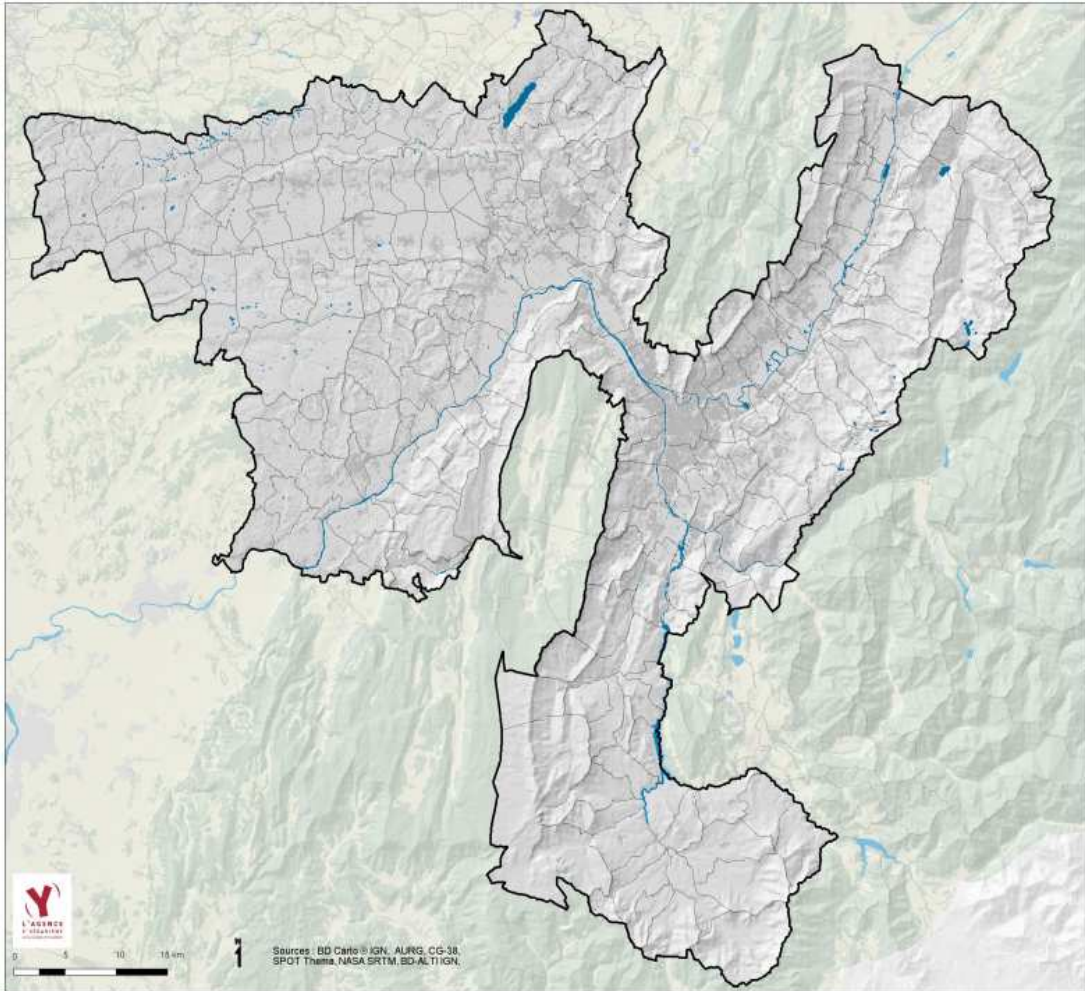 Y
L'AGENCE
0 5 10 15 km
N
Sources : BD Carto ® IGN, AURG, CG-38,
SPOT Thema, NASA SRTM, BD-ALTI IGN,